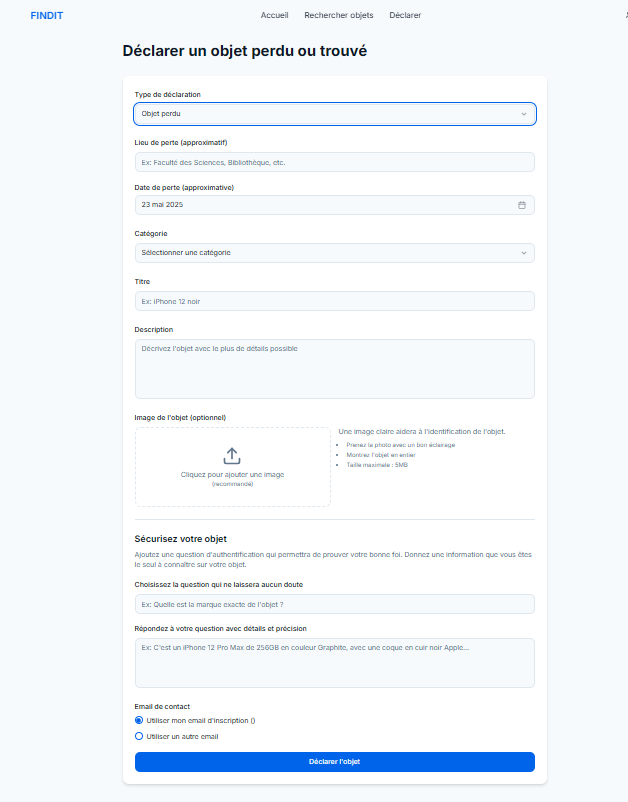 FINDIT
Accueil Rechercher objets Déclarer
Déclarer un objet perdu ou trouvé
Type de déclaration
Objet perdu
Lieu de perte (approximatif)
Ex: Faculté des Sciences, Bibliothèque, etc.
Date de perte (approximative)
23 mai 2025
Catégorie
Sélectionner une catégorie
Titre
Ex: iPhone 12 noir
Description
Décrivez l'objet avec le plus de détails possible
Image de l'objet (optionnel)
Cliquez pour ajouter une image
(recommandé)
Une image claire aidera à l'identification de l'objet.
Prenez la photo avec un bon éclairage
Montrez l'objet en entier
Taille maximale : 5MB
Sécurisez votre objet
Ajoutez une question d'authentification qui permettra de prouver votre bonne foi. Donnez une information que vous êtes
le seul à connaître sur votre objet.
Choisissez la question qui ne laissera aucun doute
Ex: Quelle est la marque exacte de l'objet ?
Répondez à votre question avec détails et précision
Ex: C'est un iPhone 12 Pro Max de 256GB en couleur Graphite, avec une coque en cuir noir Apple...
Email de contact
Utiliser mon email d'inscription ()
Utiliser un autre email
Déclarer l'objet